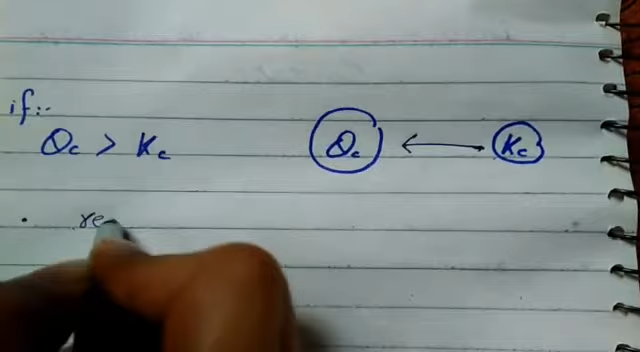 if:-
Qc > Kc
Qc ⟷ Kc
. re